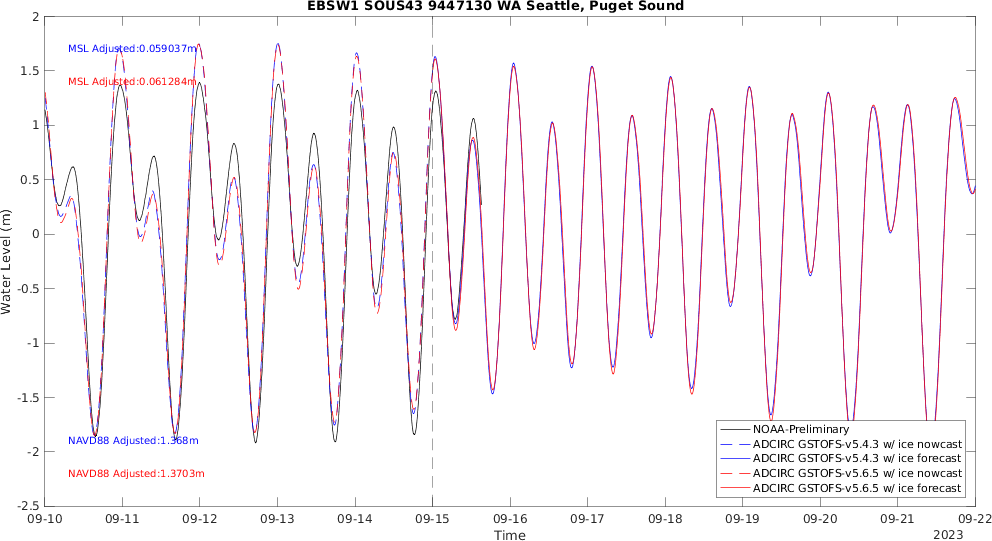 EBSW1 SOUS43 9447130 WA Seattle, Puget Sound
2
1.5
1
0.5
0
-0.5
-1
-1.5
-2
-2.5
Water Level (m)
MSL Adjusted:0.059037m
MSL Adjusted:0.061284m
NAVD88 Adjusted:1.368m
NAVD88 Adjusted:1.3703m
NOAA-Preliminary
ADCIRC GSTOFS-v5.4.3 w/ ice nowcast
ADCIRC GSTOFS-v5.4.3 w/ ice forecast
ADCIRC GSTOFS-v5.6.5 w/ ice nowcast
ADCIRC GSTOFS-v5.6.5 w/ ice forecast
09-10 09-11 09-12 09-13 09-14 09-15 09-16 09-17 09-18 09-19 09-20 09-21 09-22
Time
2023